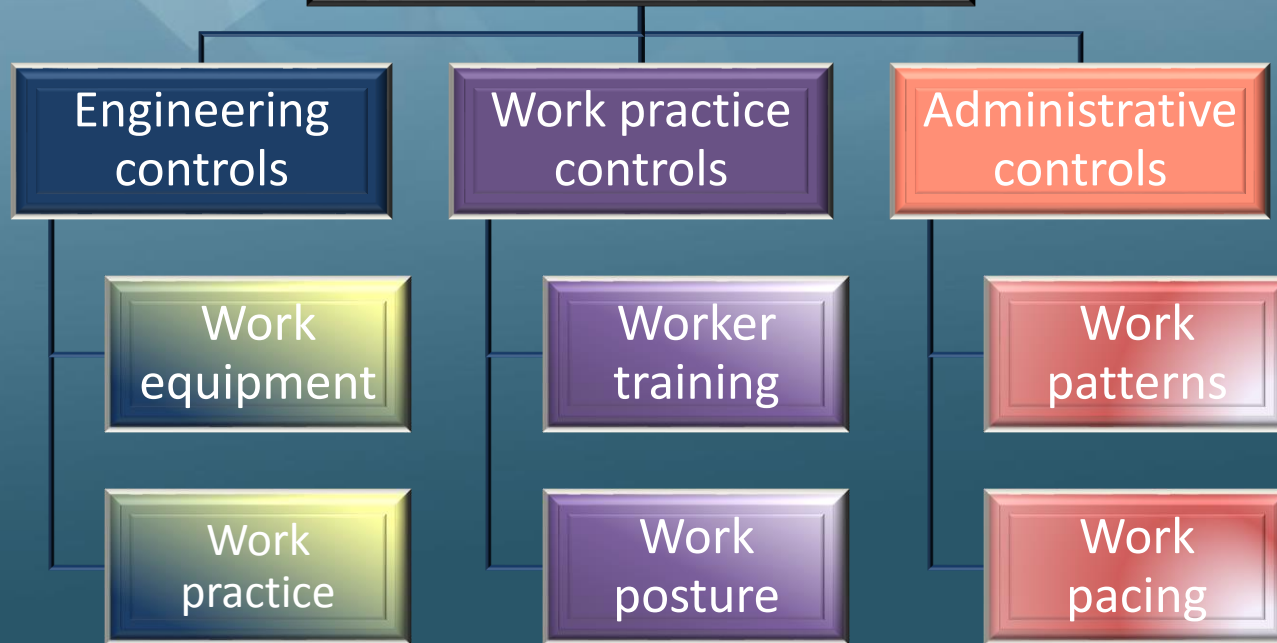 Engineering
controls
Work practice
controls
Administrative
controls
Work
equipment
Worker
training
Work
patterns
Work
practice
Work
posture
Work
pacing